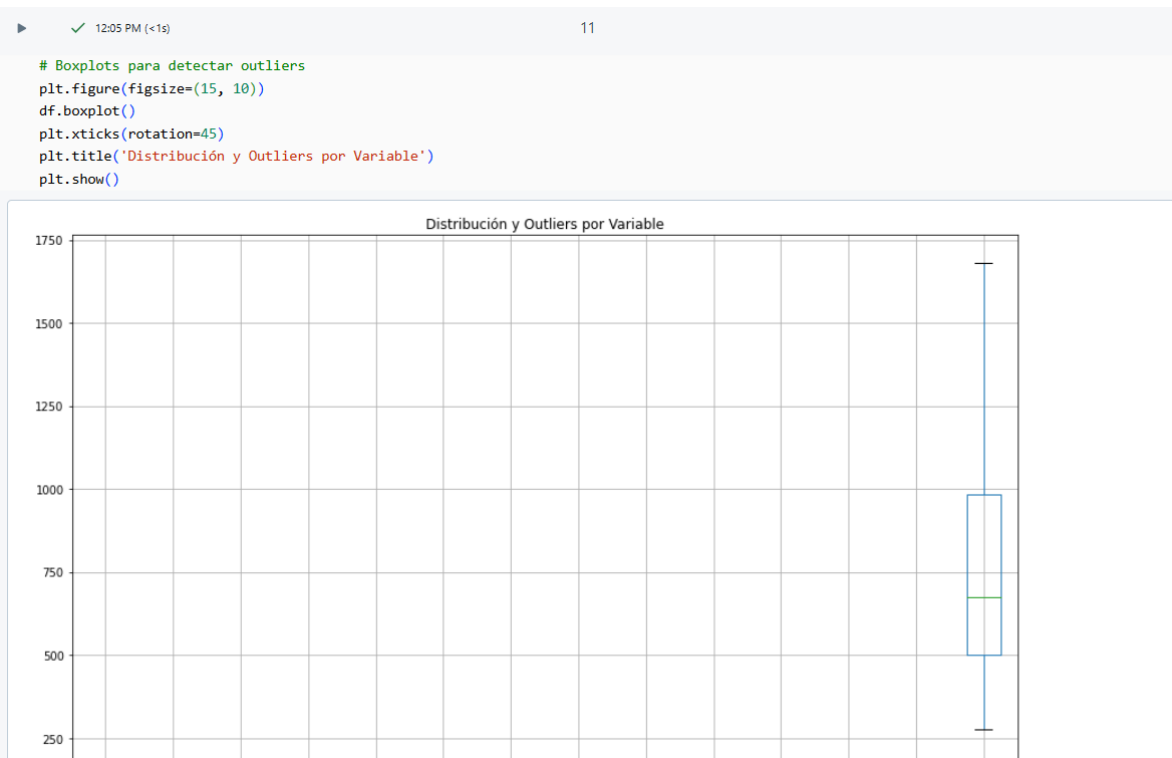 12:05 PM (<1s)
11
# Boxplots para detectar outliers
plt.figure(figsize=(15, 10))
df.boxplot()
plt.xticks(rotation=45)
plt.title('Distribución y Outliers por Variable')
plt.show()
Distribución y Outliers por Variable
1750
1500
1250
1000
750
500
250